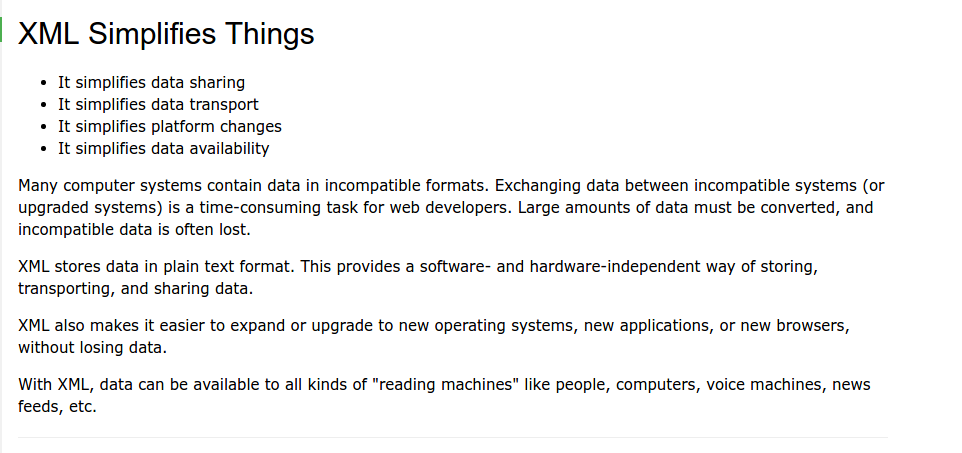 XML Simplifies Things
• It simplifies data sharing
• It simplifies data transport
• It simplifies platform changes
• It simplifies data availability
Many computer systems contain data in incompatible formats. Exchanging data between incompatible systems (or
upgraded systems) is a time-consuming task for web developers. Large amounts of data must be converted, and
incompatible data is often lost.
XML stores data in plain text format. This provides a software- and hardware-independent way of storing,
transporting, and sharing data.
XML also makes it easier to expand or upgrade to new operating systems, new applications, or new browsers,
without losing data.
With XML, data can be available to all kinds of "reading machines" like people, computers, voice machines, news
feeds, etc.